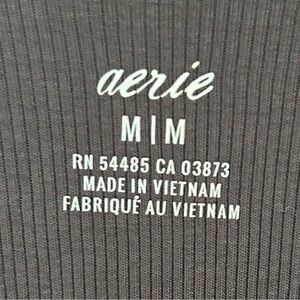 aerie
M|M
RN 54485 CA 03873
MADE IN VIETNAM
FABRIQUÉ AU VIETNAM